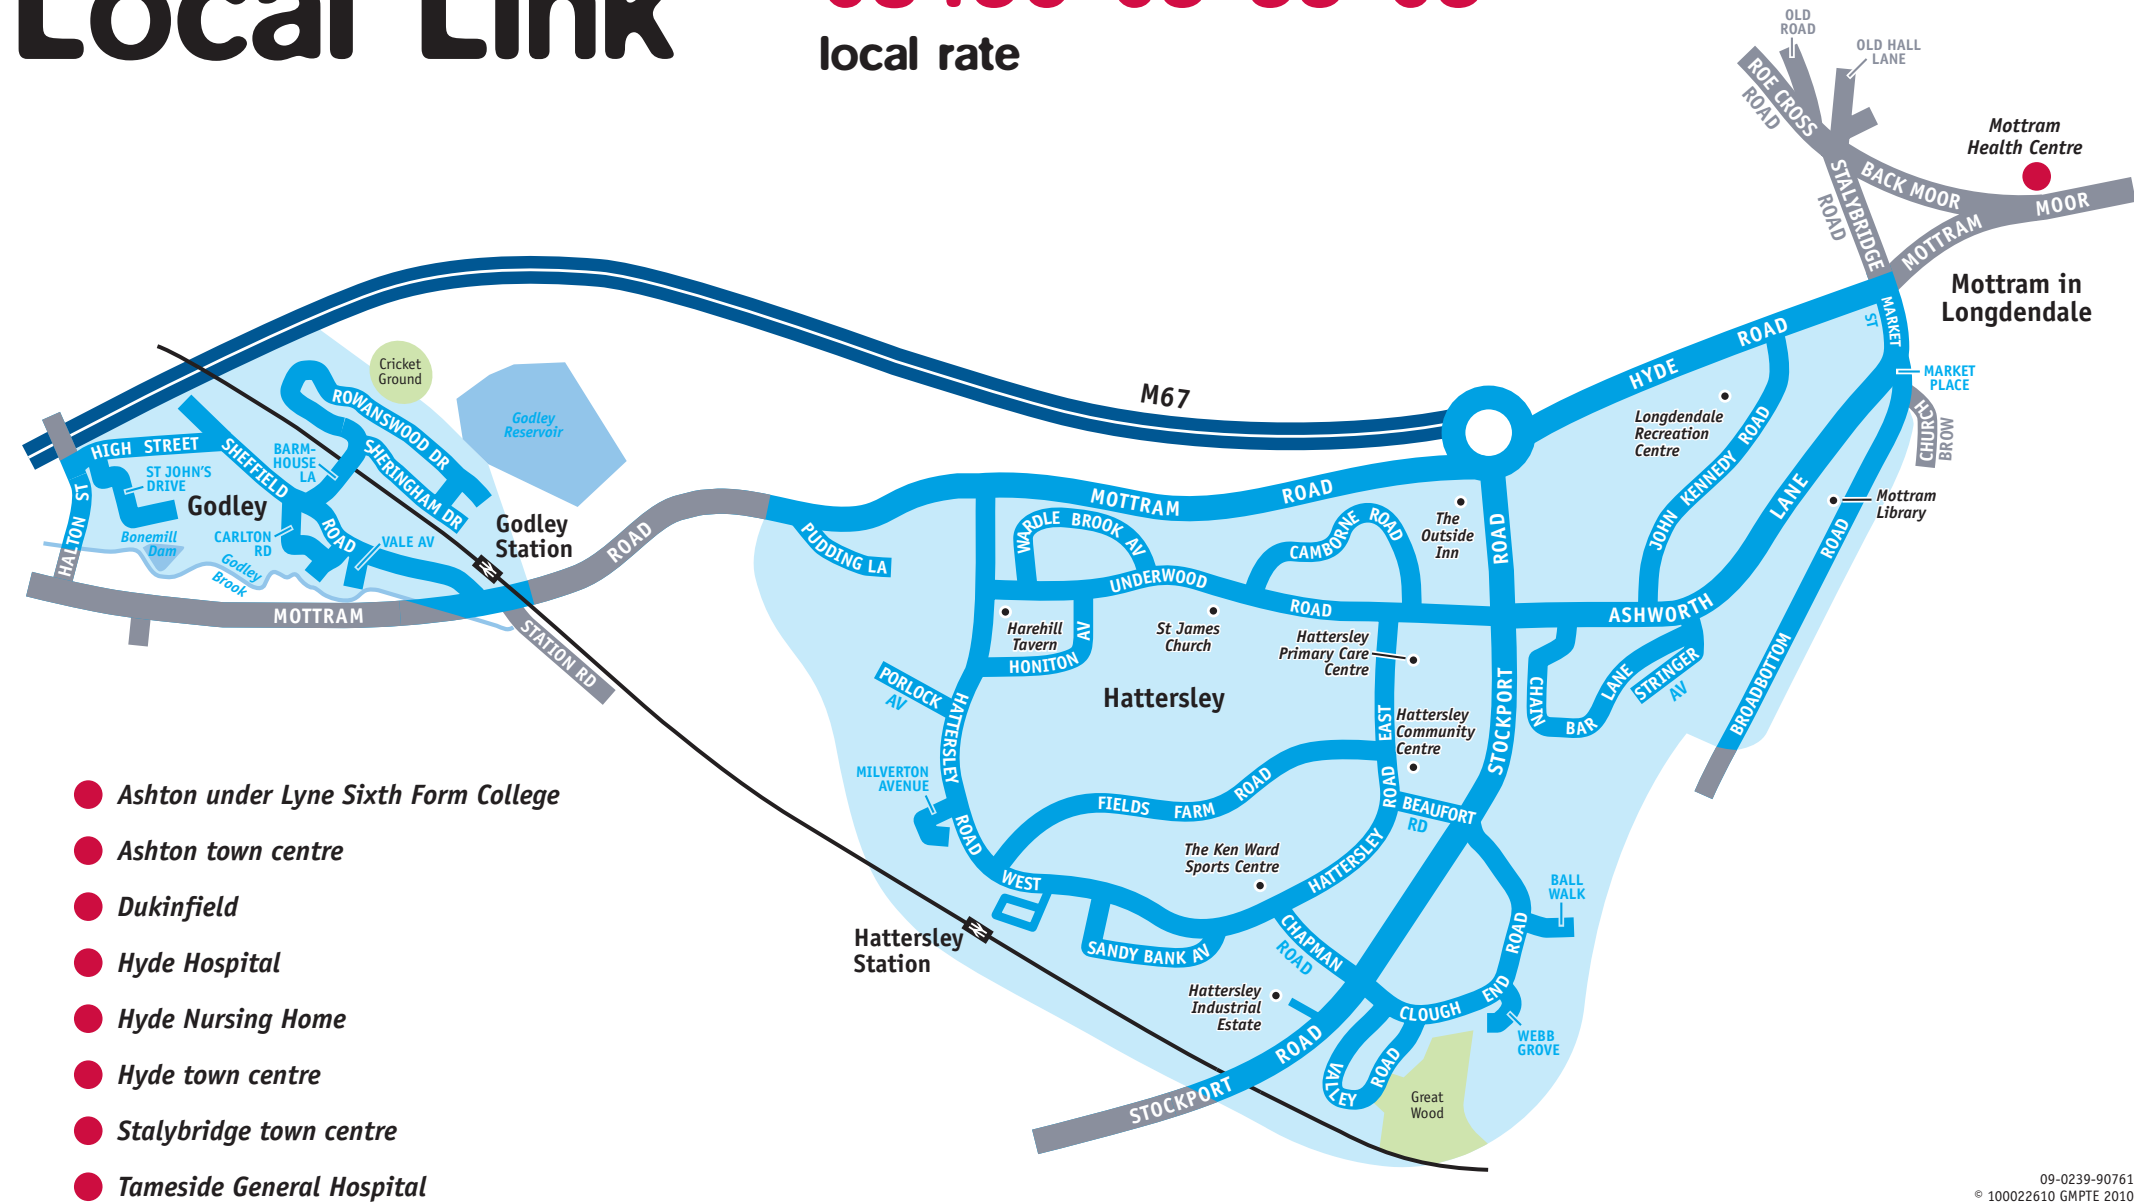 Local Link
local rate
OLD
ROAD
OLD HALL
LANE
ROE CROSS
ROAD
Mottram
Health Centre
STALYBRIDGE
ROAD
BACK MOOR
MOOR
MOTTRAM
Mottram in
Longdendale
MARKET
ST
MARKET
PLACE
CHURCH
BROW
HYDE ROAD
M67
Cricket
Ground
Godley
Reservoir
ROWANSWOOD DR
SHERINGHAM DR
BARM-
HOUSE
LA
HIGH STREET
SHEFFIELD
ROAD
ST JOHN'S
DRIVE
Godley
HALTON ST
Bonemill
Dam
CARLTON
RD
Godley
Brook
VALE AV
Godley
Station
MOTTRAM
ROAD
STATION RD
PUDDING LA
MOTTRAM ROAD
WARDLE BROOK AV
CAMBORNE ROAD
The
Outside
Inn
Longdendale
Recreation
Centre
JOHN KENNEDY ROAD
LANE
Mottram
Library
ROAD
BROADBOTTOM
UNDERWOOD
ROAD
ROAD
ASHWORTH
Harehill
Tavern
AV
HONITON
St James
Church
Hattersley
Primary Care
Centre
CHAIN
BAR
LANE
STRINGER
AV
STOCKPORT
PORLOCK
AV
HATTERSLEY
ROAD
WEST
Hattersley
EAST
ROAD
HATTERSLEY
Hattersley
Community
Centre
MILVERTON
AVENUE
FIELDS FARM ROAD
BEAUFORT
RD
The Ken Ward
Sports Centre
BALL
WALK
Hattersley
Station
SANDY BANK AV
CHAPMAN
ROAD
Hattersley
Industrial
Estate
CLOUGH END ROAD
WEBB
GROVE
VALLEY ROAD
STOCKPORT ROAD
Great
Wood
Ashton under Lyne Sixth Form College
Ashton town centre
Dukinfield
Hyde Hospital
Hyde Nursing Home
Hyde town centre
Stalybridge town centre
Tameside General Hospital
09-0239-90761
© 100022610 GMPTE 2010